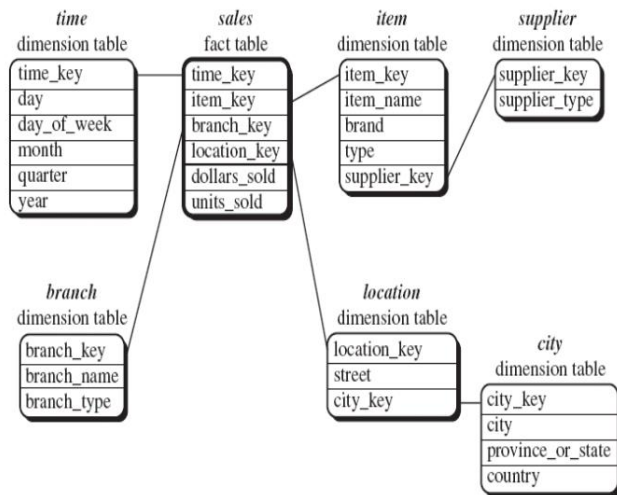 time
dimension table
time_key
day
day_of_week
month
quarter
year
sales
fact table
time_key
item_key
branch_key
location_key
dollars_sold
units_sold
item
dimension table
item_key
item_name
brand
type
supplier_key
supplier
dimension table
supplier_key
supplier_type
branch
dimension table
branch_key
branch_name
branch_type
location
dimension table
location_key
street
city_key
city
dimension table
city_key
city
province_or_state
country